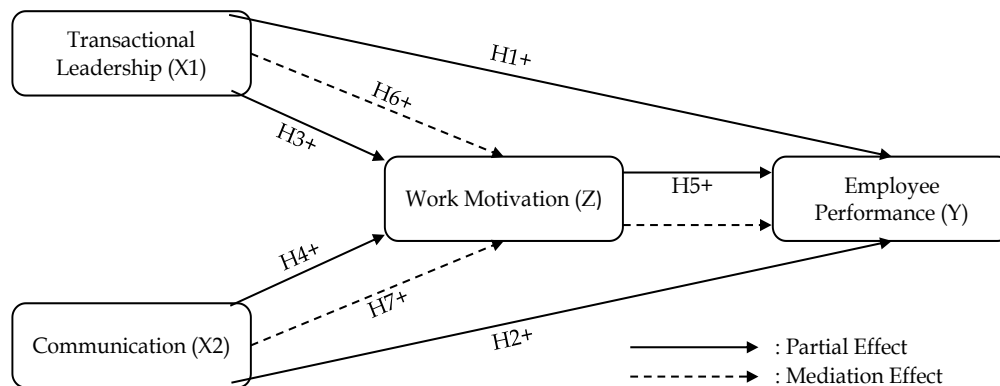 Transactional
Leadership (X1)
H1+
H6+
H3+
Work Motivation (Z)
H5+
Employee
Performance (Y)
H4+
H7+
Communication (X2)
H2+
: Partial Effect
: Mediation Effect